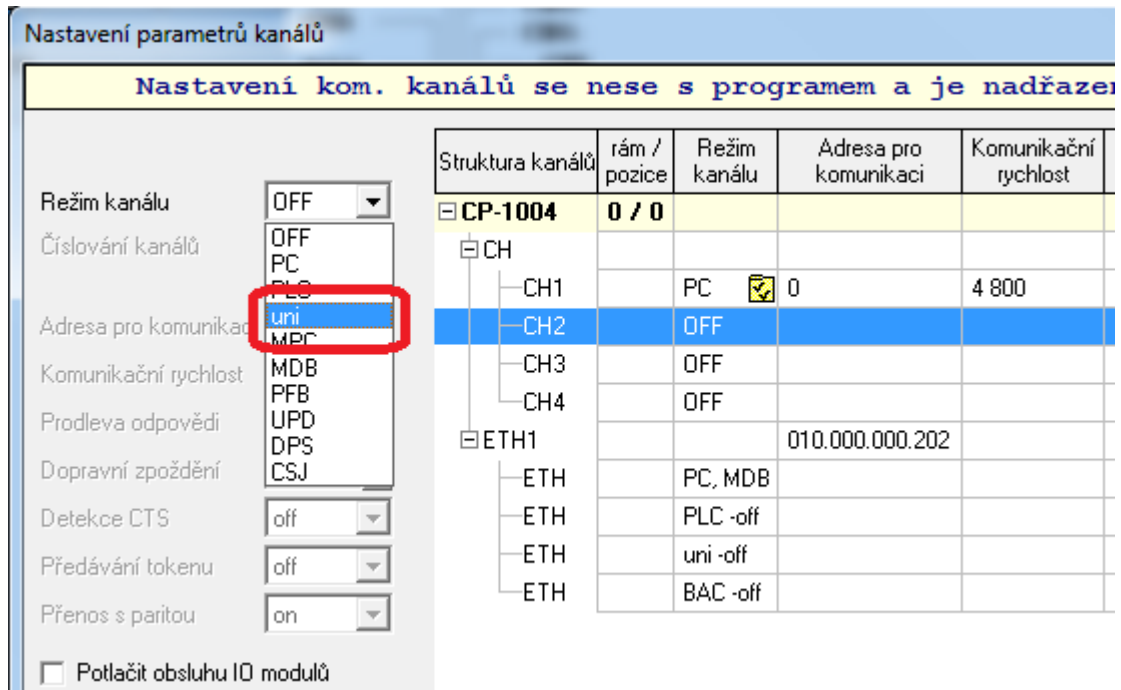 Nastavení parametrů kanálů
Nastavení kom. kanálů se nese s programem a je nadřazen
Režim kanálu OFF
OFF
PC
PLC
uni
MPC
MDB
PFB
UPD
DPS
CSJ
Číslování kanálů
Adresa pro komunikac
Komunikační rychlost
Prodleva odpovědi
Dopravní zpoždění
Detekce CTS off
Předávání tokenu off
Přenos s paritou on
Potlačit obsluhu IO modulů
Struktura kanálů rám / pozice Režim kanálu Adresa pro komunikaci Komunikační rychlost
CP-1004 0 / 0
CH
CH1 PC 0 4 800
CH2 OFF
CH3 OFF
CH4 OFF
ETH1 010.000.000.202
ETH PC, MDB
ETH PLC -off
ETH uni -off
ETH BAC -off